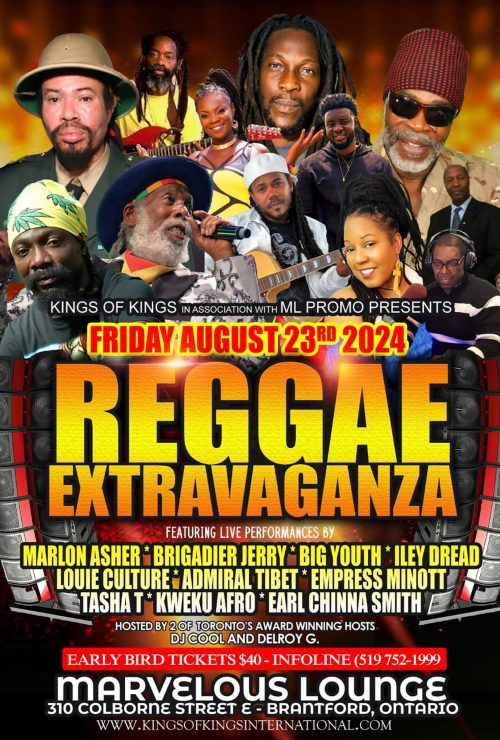 KINGS OF KINGS IN ASSOCIATION WITH ML PROMO PRESENTS
FRIDAY AUGUST 23RD 2024
REGGAE
EXTRAVAGANZA
FEATURING LIVE PERFORMANCES BY
MARLON ASHER * BRIGADIER JERRY * BIG YOUTH * ILEY DREAD
LOUIE CULTURE * ADMIRAL TIBET * EMPRESS MINOTT
TASHA T * KWEKU AFRO * EARL CHINNA SMITH
HOSTED BY 2 OF TORONTO'S AWARD WINNING HOSTS
DJ COOL AND DELROY G.
EARLY BIRD TICKETS $40 - INFOLINE (519 752-1999
MARVELOUS LOUNGE
310 COLBORNE STREET E - BRANTFORD, ONTARIO
WWW.KINGSOFKINGSINTERNATIONAL.COM